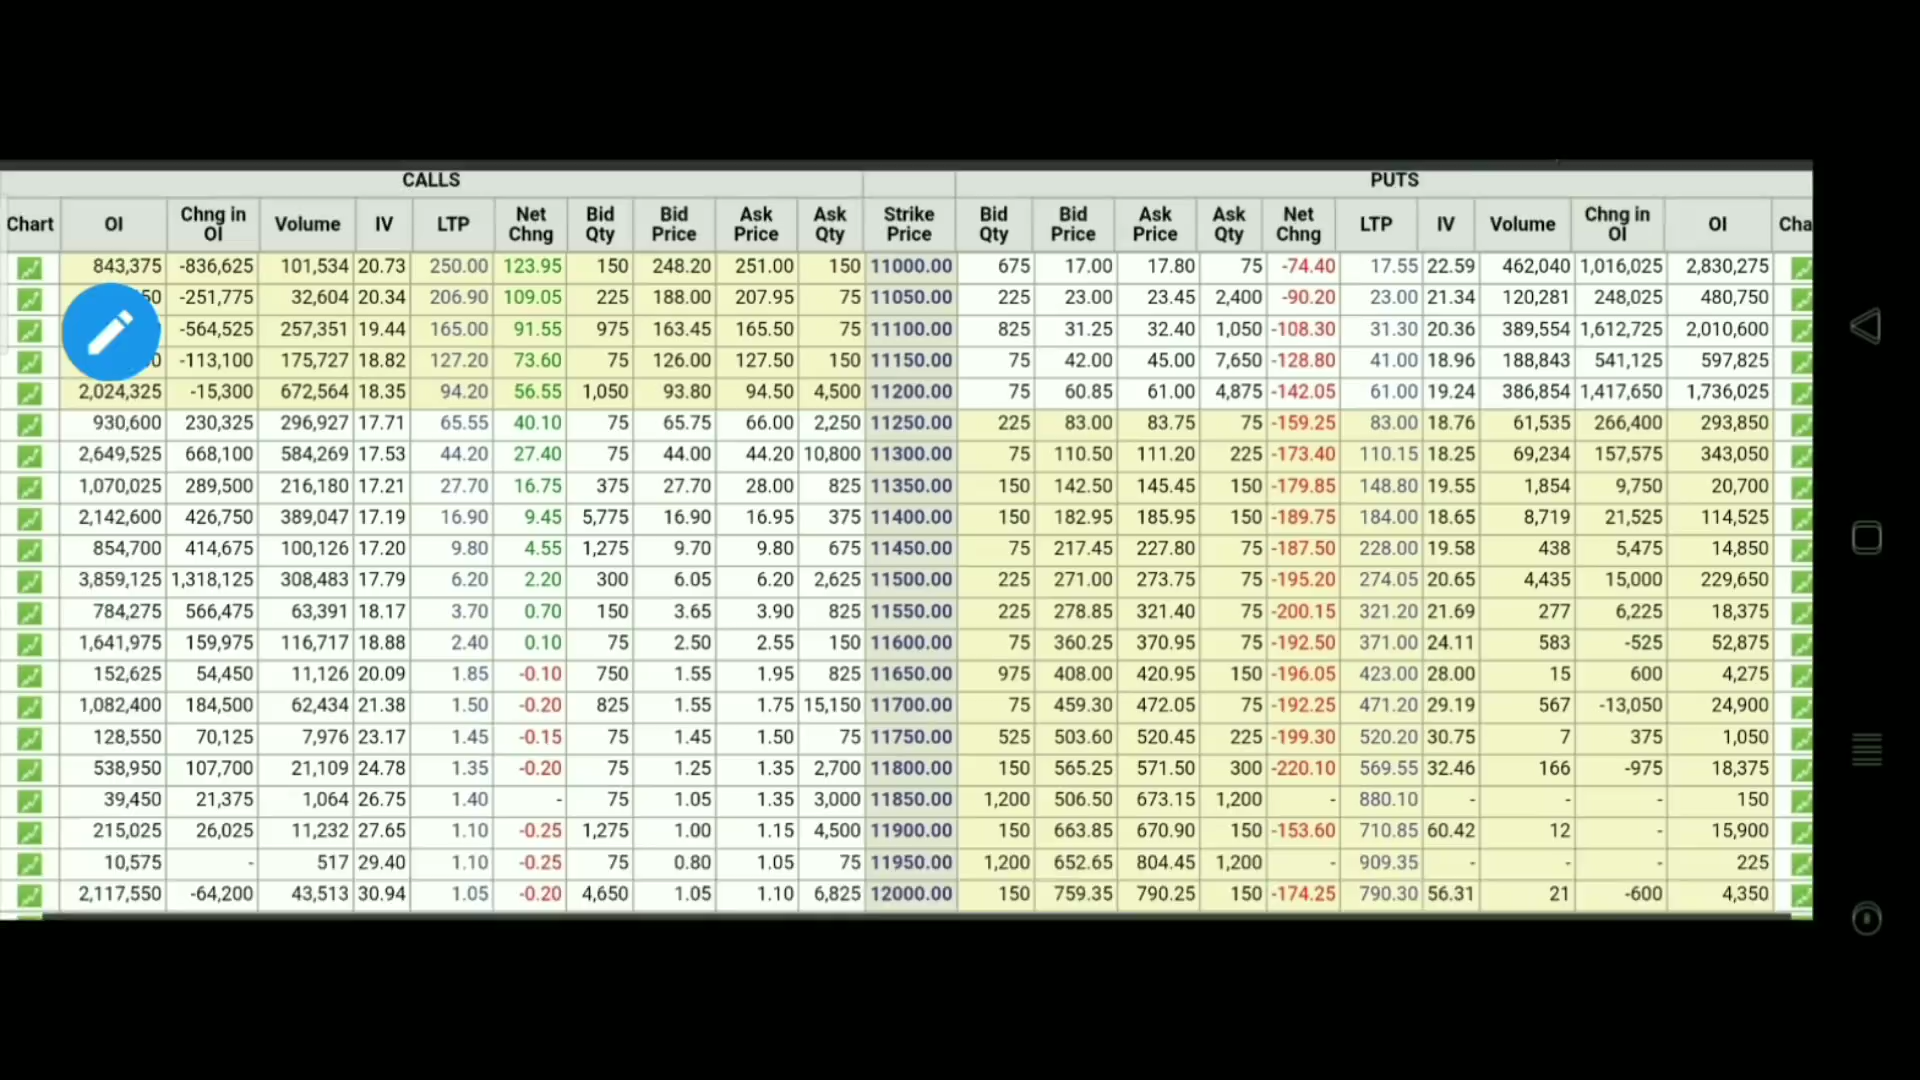 CALLS PUTS
Chart OI Chng in OI Volume IV LTP Net Chng Bid Qty Bid Price Ask Price Ask Qty Strike Price Bid Qty Bid Price Ask Price Ask Qty Net Chng LTP IV Volume Chng in OI OI Cha
843,375 -836,625 101,534 20.73 250.00 123.95 150 248.20 251.00 150 11000.00 675 17.00 17.80 75 -74.40 17.55 22.59 462,040 1,016,025 2,830,275
50 -251,775 32,604 20.34 206.90 109.05 225 188.00 207.95 75 11050.00 225 23.00 23.45 2,400 -90.20 23.00 21.34 120,281 248,025 480,750
-564,525 257,351 19.44 165.00 91.55 975 163.45 165.50 75 11100.00 825 31.25 32.40 1,050 -108.30 31.30 20.36 389,554 1,612,725 2,010,600
0 -113,100 175,727 18.82 127.20 73.60 75 126.00 127.50 150 11150.00 75 42.00 45.00 7,650 -128.80 41.00 18.96 188,843 541,125 597,825
2,024,325 -15,300 672,564 18.35 94.20 56.55 1,050 93.80 94.50 4,500 11200.00 75 60.85 61.00 4,875 -142.05 61.00 19.24 386,854 1,417,650 1,736,025
930,600 230,325 296,927 17.71 65.55 40.10 75 65.75 66.00 2,250 11250.00 225 83.00 83.75 75 -159.25 83.00 18.76 61,535 266,400 293,850
2,649,525 668,100 584,269 17.53 44.20 27.40 75 44.00 44.20 10,800 11300.00 75 110.50 111.20 225 -173.40 110.15 18.25 69,234 157,575 343,050
1,070,025 289,500 216,180 17.21 27.70 16.75 375 27.70 28.00 825 11350.00 150 142.50 145.45 150 -179.85 148.80 19.55 1,854 9,750 20,700
2,142,600 426,750 389,047 17.19 16.90 9.45 5,775 16.90 16.95 375 11400.00 150 182.95 185.95 150 -189.75 184.00 18.65 8,719 21,525 114,525
854,700 414,675 100,126 17.20 9.80 4.55 1,275 9.70 9.80 675 11450.00 75 217.45 227.80 75 -187.50 228.00 19.58 438 5,475 14,850
3,859,125 1,318,125 308,483 17.79 6.20 2.20 300 6.05 6.20 2,625 11500.00 225 271.00 273.75 75 -195.20 274.05 20.65 4,435 15,000 229,650
784,275 566,475 63,391 18.17 3.70 0.70 150 3.65 3.90 825 11550.00 225 278.85 321.40 75 -200.15 321.20 21.69 277 6,225 18,375
1,641,975 159,975 116,717 18.88 2.40 0.10 75 2.50 2.55 150 11600.00 75 360.25 370.95 75 -192.50 371.00 24.11 583 -525 52,875
152,625 54,450 11,126 20.09 1.85 -0.10 750 1.55 1.95 825 11650.00 975 408.00 420.95 150 -196.05 423.00 28.00 15 600 4,275
1,082,400 184,500 62,434 21.38 1.50 -0.20 825 1.55 1.75 15,150 11700.00 75 459.30 472.05 75 -192.25 471.20 29.19 567 -13,050 24,900
128,550 70,125 7,976 23.17 1.45 -0.15 75 1.45 1.50 75 11750.00 525 503.60 520.45 225 -199.30 520.20 30.75 7 375 1,050
538,950 107,700 21,109 24.78 1.35 -0.20 75 1.25 1.35 2,700 11800.00 150 565.25 571.50 300 -220.10 569.55 32.46 166 -975 18,375
39,450 21,375 1,064 26.75 1.40 - 75 1.05 1.35 3,000 11850.00 1,200 506.50 673.15 1,200 - 880.10 - - - 150
215,025 26,025 11,232 27.65 1.10 -0.25 1,275 1.00 1.15 4,500 11900.00 150 663.85 670.90 150 -153.60 710.85 60.42 12 - 15,900
10,575 - 517 29.40 1.10 -0.25 75 0.80 1.05 75 11950.00 1,200 652.65 804.45 1,200 - 909.35 - - - 225
2,117,550 -64,200 43,513 30.94 1.05 -0.20 4,650 1.05 1.10 6,825 12000.00 150 759.35 790.25 150 -174.25 790.30 56.31 21 -600 4,350